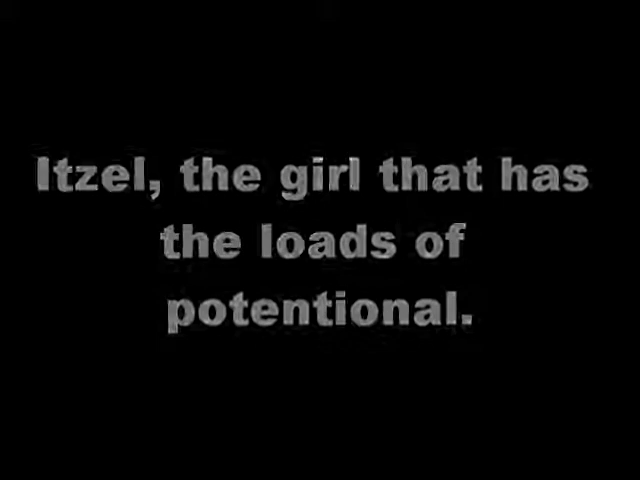 Itzel, the girl that has
the loads of
potentional.